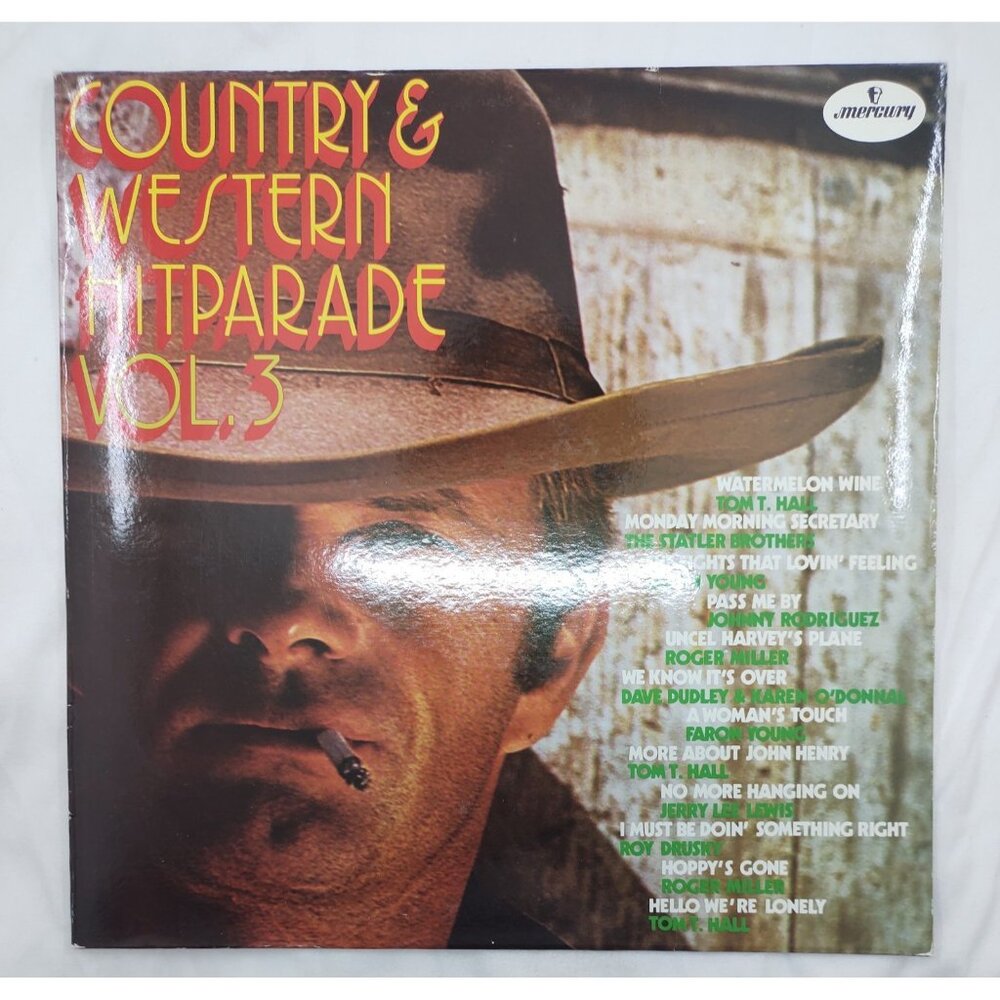 COUNTRY &
WESTERN
HITPARADE
VOL. 3
mercury
WATERMELON WINE
TOM T. HALL
MONDAY MORNING SECRETARY
THE STATLER BROTHERS
THAT LOVIN' FEELING
YOUNG
PASS ME BY
JOHNNY RODRIGUEZ
UNCEL HARVEY'S PLANE
ROGER MILLER
WE KNOW IT'S OVER
DAVE DUDLEY & KAREN O'DONNAL
A WOMAN'S TOUCH
FARON YOUNG
MORE ABOUT JOHN HENRY
TOM T. HALL
NO MORE HANGING ON
JERRY LEE LEWIS
I MUST BE DOIN' SOMETHING RIGHT
ROY DRUSKY
HOPPY'S GONE
ROGER MILLER
HELLO WE'RE LONELY
TOM T. HALL